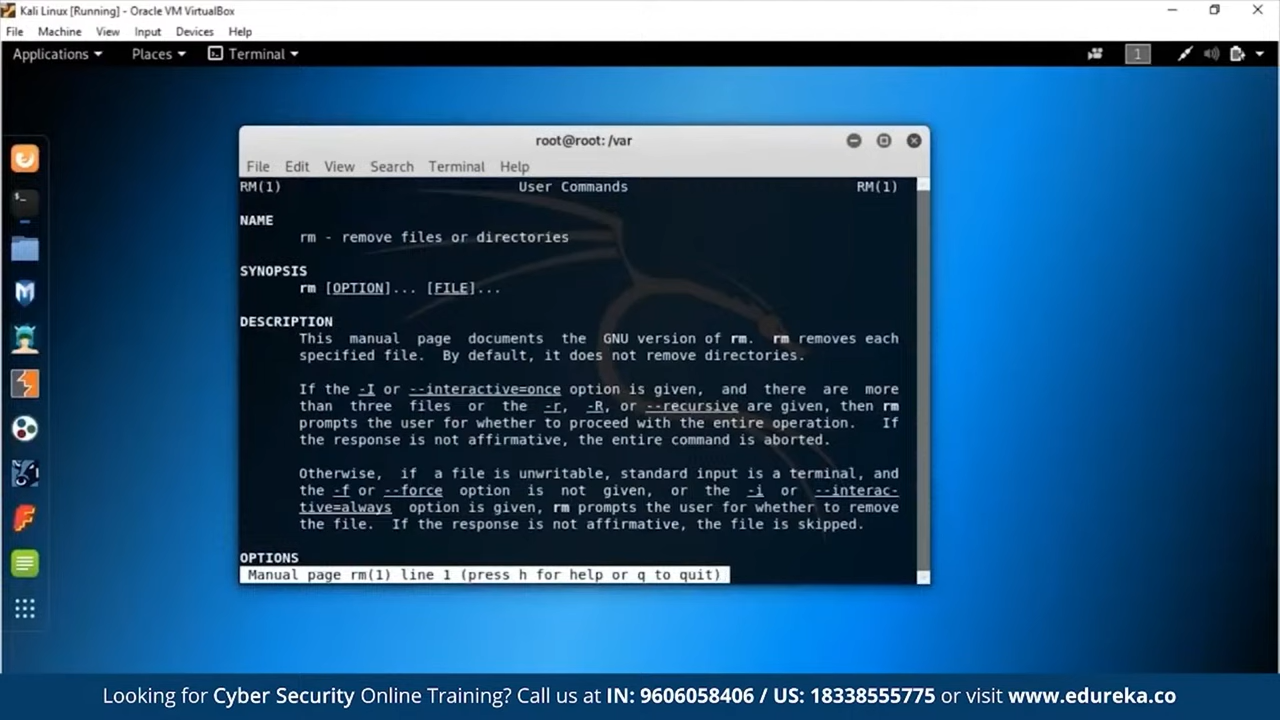 Kali Linux [Running] - Oracle VM VirtualBox
File Machine View Input Devices Help
Applications Places Terminal 1
root@root: /var
File Edit View Search Terminal Help
RM(1) User Commands RM(1)
NAME
rm - remove files or directories
SYNOPSIS
rm [OPTION]... [FILE]...
DESCRIPTION
This manual page documents the GNU version of rm. rm removes each
specified file. By default, it does not remove directories.
If the -I or --interactive=once option is given, and there are more
than three files or the -r, -R, or --recursive are given, then rm
prompts the user for whether to proceed with the entire operation. If
the response is not affirmative, the entire command is aborted.
Otherwise, if a file is unwritable, standard input is a terminal, and
the -f or --force option is not given, or the -i or --interac-
tive=always option is given, rm prompts the user for whether to remove
the file. If the response is not affirmative, the file is skipped.
OPTIONS
Manual page rm(1) line 1 (press h for help or q to quit)
Looking for Cyber Security Online Training? Call us at IN: 9606058406 / US: 18338555775 or visit www.edureka.co